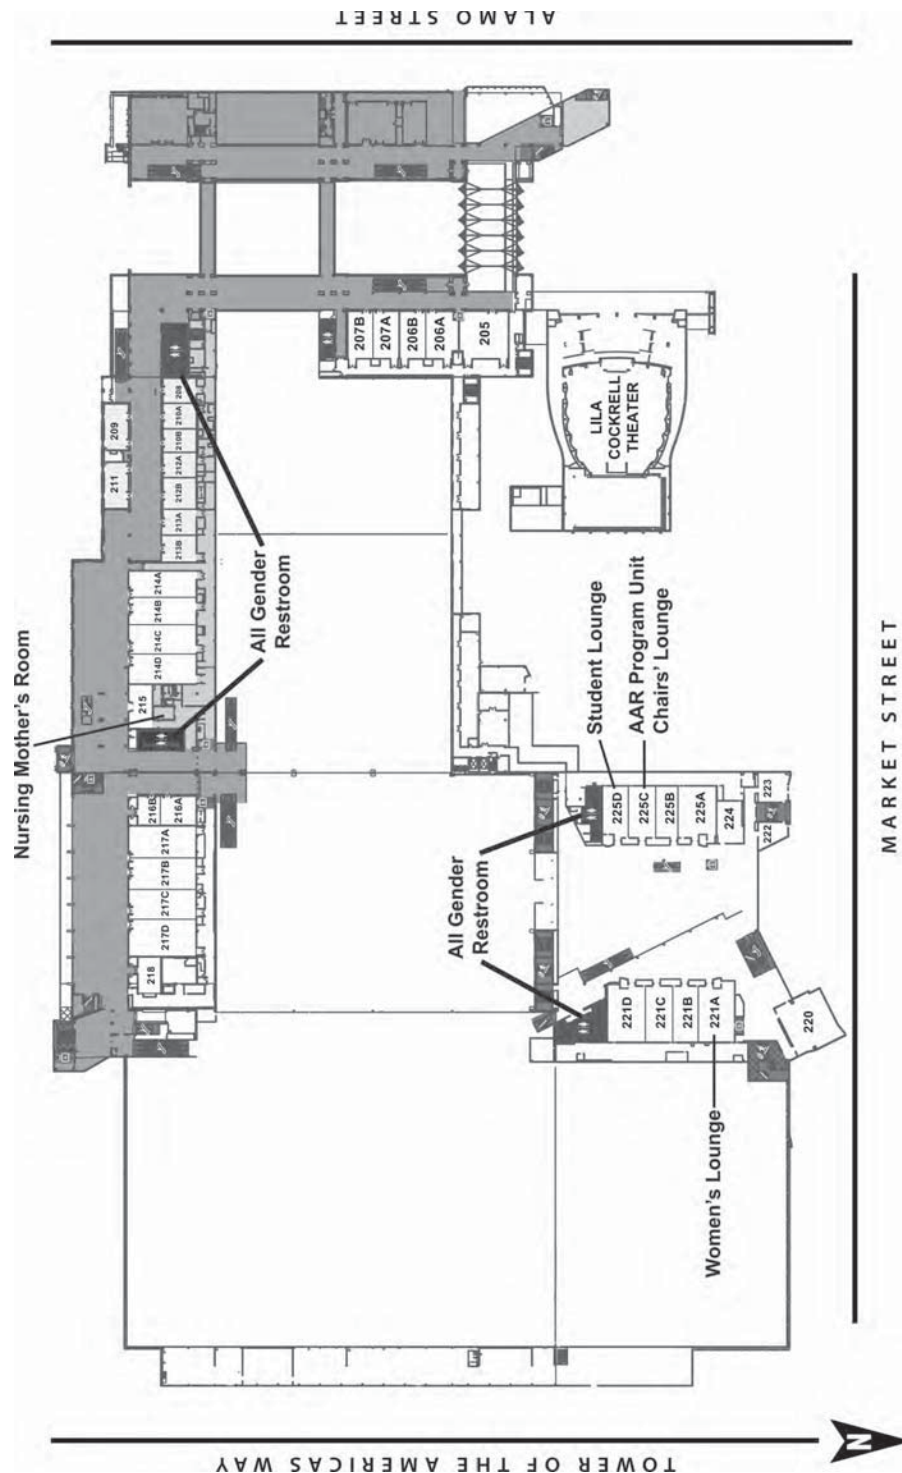 ALAMO STREET
207B
207A
206B
206A
205
LILA
COCKRELL
THEATER
209
211
208
210A
210B
212A
212B
213A
213B
214A
214B
214C
214D
215
All Gender
Restroom
Nursing Mother's Room
216B
216A
217A
217B
217C
217D
218
Student Lounge
AAR Program Unit
Chairs' Lounge
225D
225C
225B
225A
224
223
222
All Gender
Restroom
221D
221C
221B
221A
220
Women's Lounge
MARKET STREET
TOWER OF THE AMERICAS WAY
N